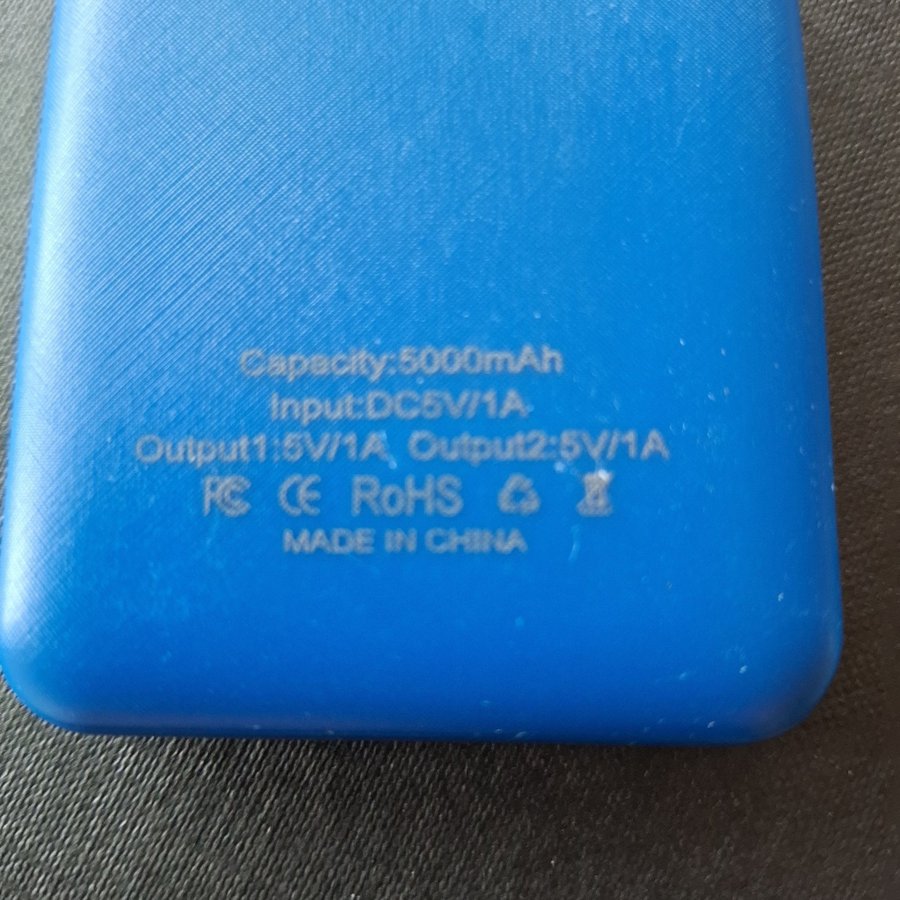 Capacity:5000mAh
Input:DC5V/1A
Output1:5V/1A Output2:5V/1A
FC CE RoHS
MADE IN CHINA